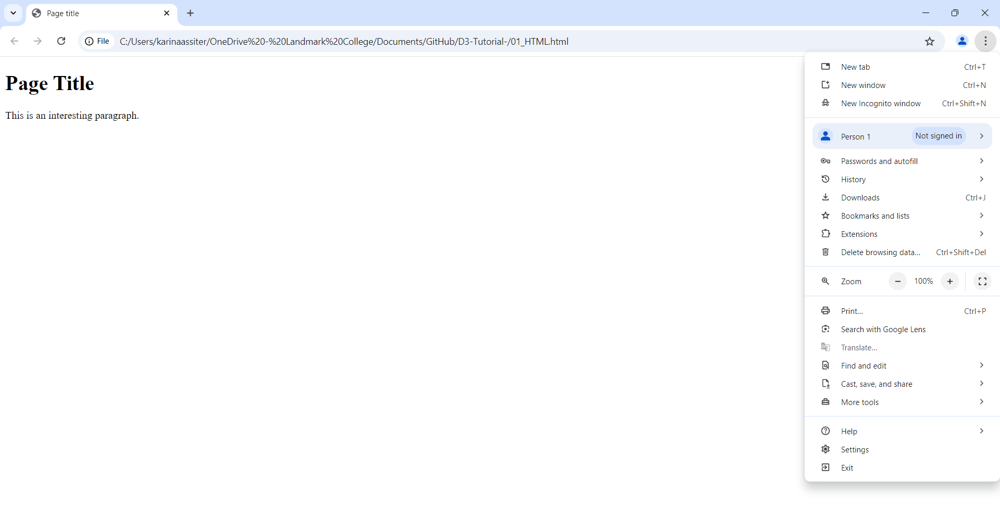 Page title
File
C:/Users/karinaassiter/OneDrive%20-%20Landmark%20College/Documents/GitHub/D3-Tutorial-/01_HTML.html
Page Title
This is an interesting paragraph.
New tab Ctrl+T
New window Ctrl+N
New Incognito window Ctrl+Shift+N
Person 1 Not signed in
Passwords and autofill
History
Downloads Ctrl+J
Bookmarks and lists
Extensions
Delete browsing data... Ctrl+Shift+Del
Zoom − 100% +
Print... Ctrl+P
Search with Google Lens
Translate...
Find and edit
Cast, save, and share
More tools
Help
Settings
Exit